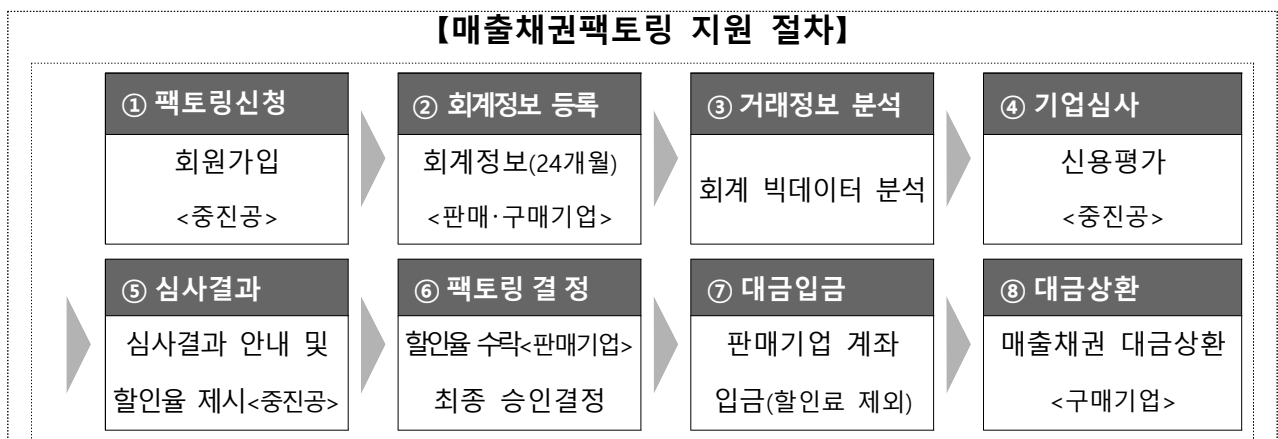 【매출채권팩토링 지원 절차】
① 팩토링신청
회원가입
<중진공>
② 회계정보 등록
회계정보(24개월)
<판매·구매기업>
③ 거래정보 분석
회계 빅데이터 분석
④ 기업심사
신용평가
<중진공>
⑤ 심사결과
심사결과 안내 및
할인율 제시<중진공>
⑥ 팩토링 결 정
할인율 수락<판매기업>
최종 승인결정
⑦ 대금입금
판매기업 계좌
입금(할인료 제외)
⑧ 대금상환
매출채권 대금상환
<구매기업>